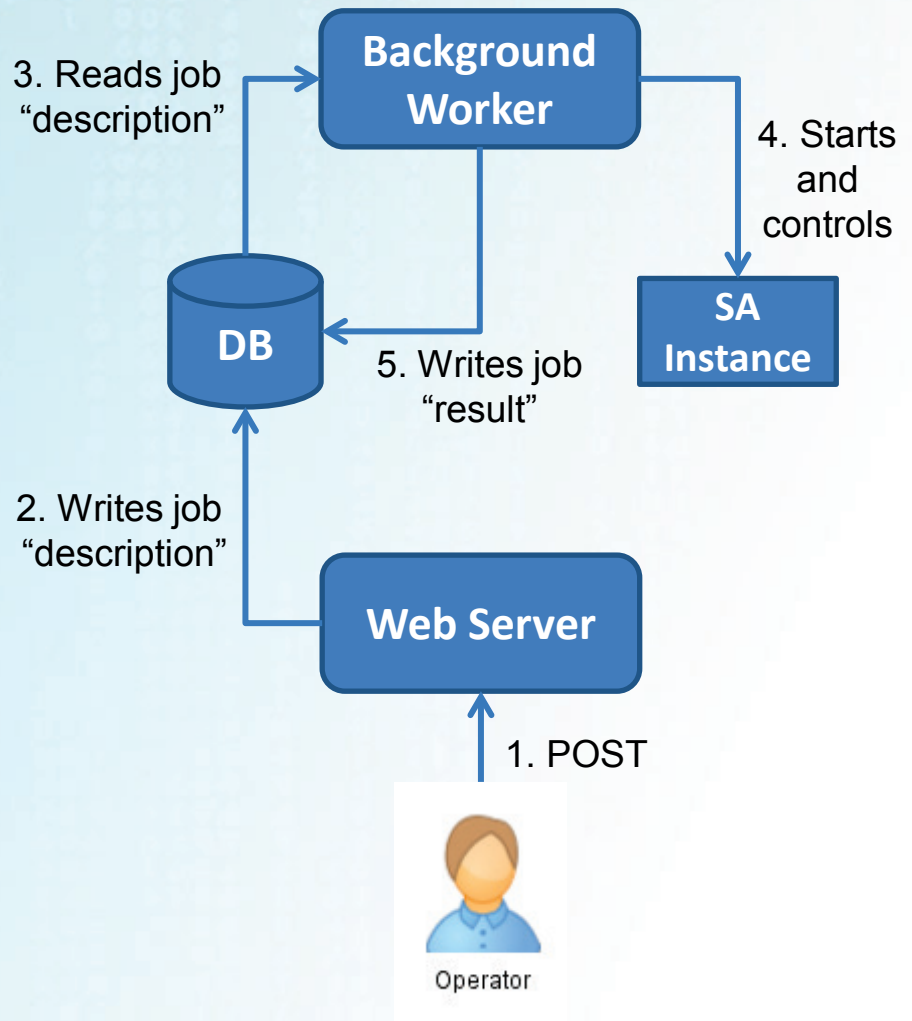 Background
Worker
3. Reads job
“description”
4. Starts
and
controls
DB
SA
Instance
5. Writes job
“result”
2. Writes job
“description”
Web Server
1. POST
Operator